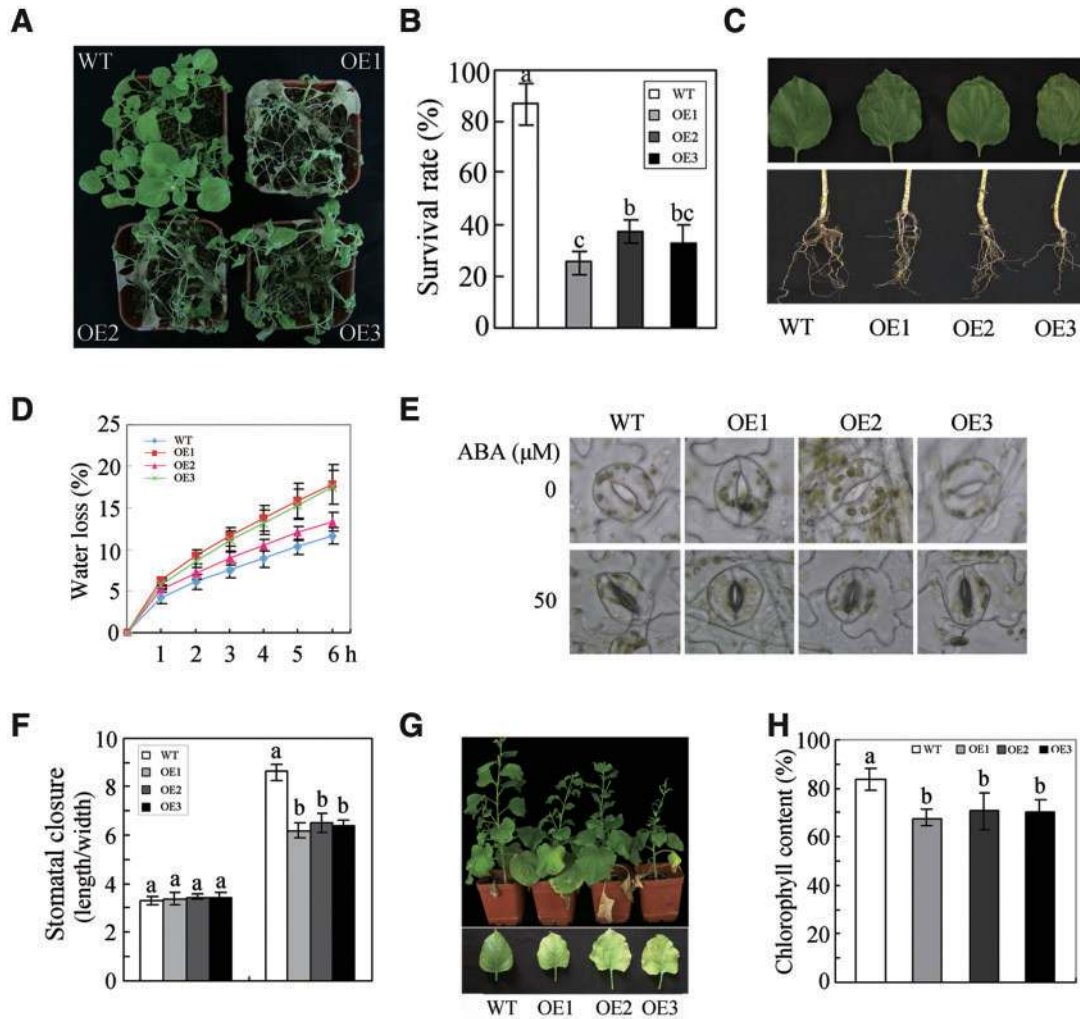 A
WT
OE1
OE2
OE3
B
Survival rate (%)
100
80
60
40
20
0
a
c
b
bc
WT
OE1
OE2
OE3
C
WT
OE1
OE2
OE3
D
Water loss (%)
25
20
15
10
5
0
WT
OE1
OE2
OE3
1 2 3 4 5 6 h
E
WT OE1 OE2 OE3
ABA (μM)
0
50
F
Stomatal closure
(length/width)
10
8
6
4
2
0
WT
OE1
OE2
OE3
a a a a
a b b b
G
WT OE1 OE2 OE3
H
Chlorophyll content (%)
100
80
60
40
20
0
WT OE1 OE2 OE3
a b b b